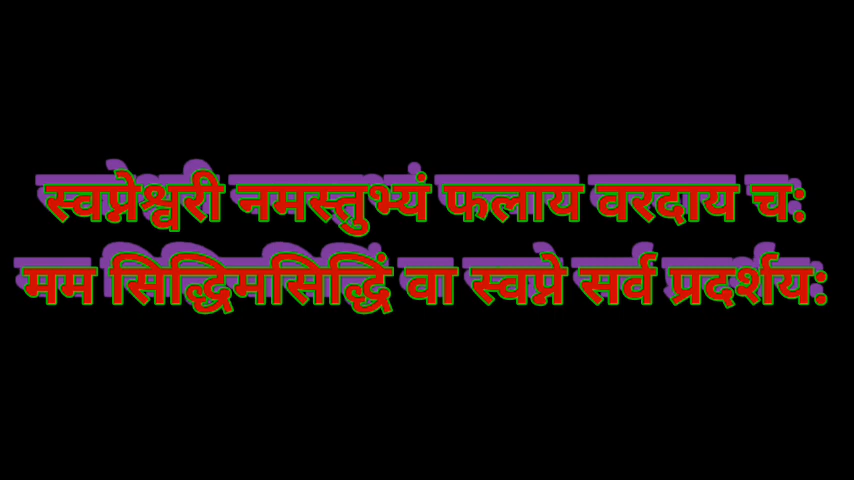 स्वप्नेश्वरी नमस्तुभ्यं फलाय वरदाय च:
मम सिद्धिमसिद्धिं वा स्वप्ने सर्व प्रदर्शय: